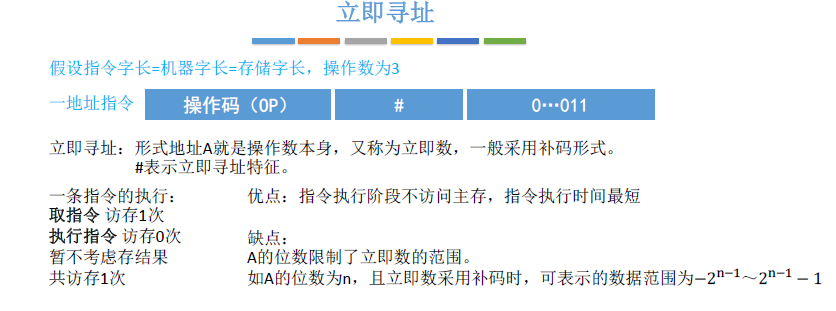 立即寻址
假设指令字长=机器字长=存储字长，操作数为3
一地址指令 操作码（OP） # 0…011
立即寻址：形式地址A就是操作数本身，又称为立即数，一般采用补码形式。
#表示立即寻址特征。
一条指令的执行：
取指令 访存1次
执行指令 访存0次
暂不考虑存结果
共访存1次
优点：指令执行阶段不访问主存，指令执行时间最短
缺点：
A的位数限制了立即数的范围。
如A的位数为n，且立即数采用补码时，可表示的数据范围为−2ⁿ⁻¹～2ⁿ⁻¹ − 1